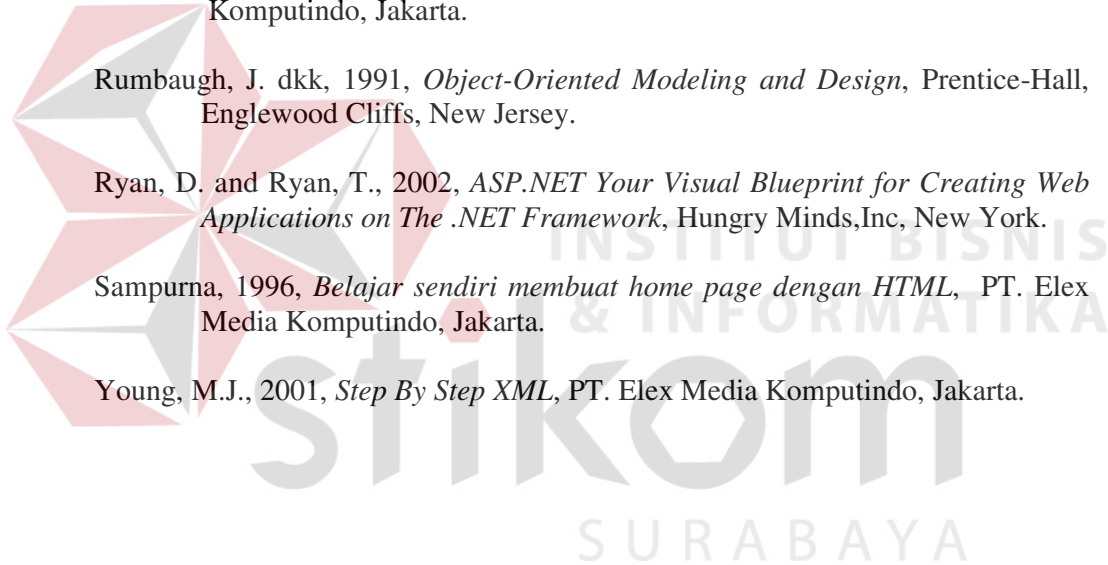 Komputindo, Jakarta.
Rumbaugh, J. dkk, 1991, Object-Oriented Modeling and Design, Prentice-Hall,
Englewood Cliffs, New Jersey.
Ryan, D. and Ryan, T., 2002, ASP.NET Your Visual Blueprint for Creating Web
Applications on The .NET Framework, Hungry Minds,Inc, New York.
INSTITUT BISNIS
Sampurna, 1996, Belajar sendiri membuat home page dengan HTML, PT. Elex
Media Komputindo, Jakarta.
& INFORMATIKA
stikom
Young, M.J., 2001, Step By Step XML, PT. Elex Media Komputindo, Jakarta.
SURABAYA